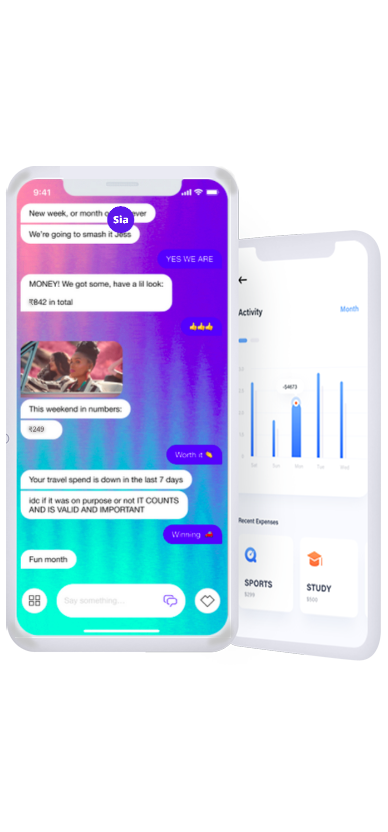 9:41
Sia
New week, or month or ever
We're going to smash it Jess
YES WE ARE
MONEY! We got some, have a lil look:
₹842 in total
👍👍👍
This weekend in numbers:
₹249
Worth it
Your travel spend is down in the last 7 days
idc if it was on purpose or not IT COUNTS
AND IS VALID AND IMPORTANT
Winning
Fun month
Say something...
Activity
Month
-$4673
Sat Sun Mon Tue Wed
Recent Expenses
SPORTS
STUDY